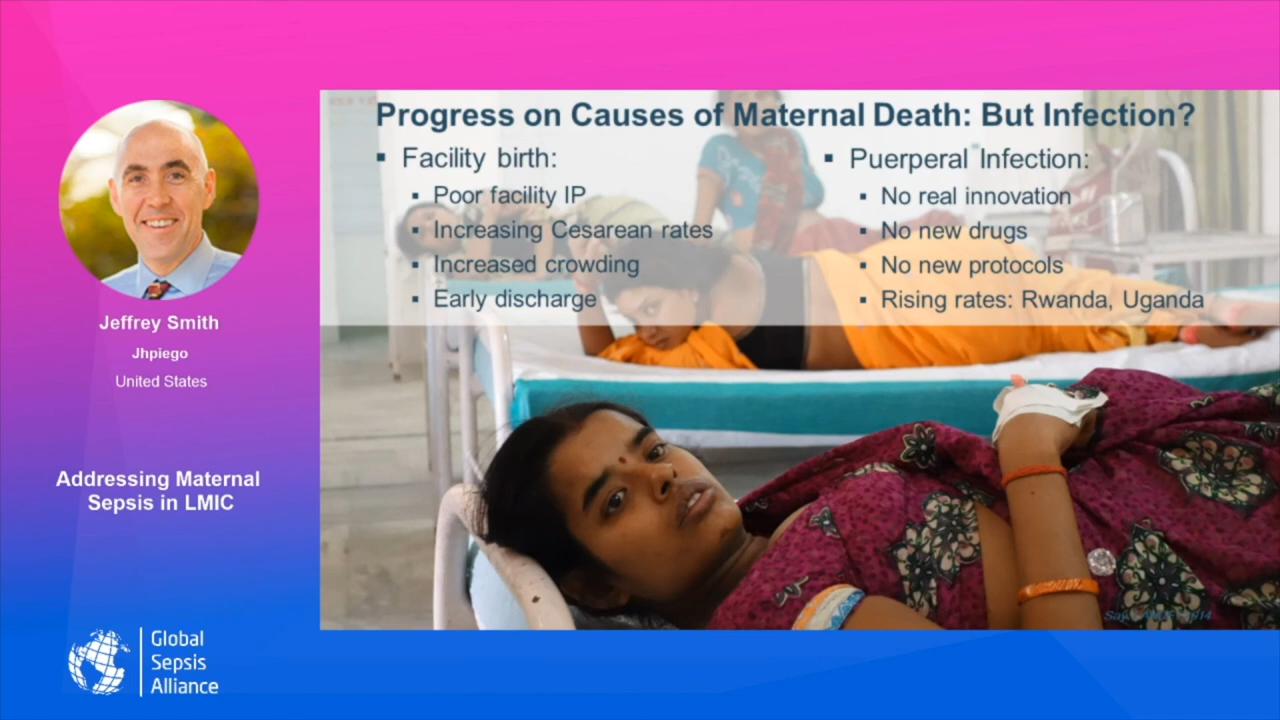 Jeffrey Smith
Jhpiego
United States
Addressing Maternal
Sepsis in LMIC
Global
Sepsis
Alliance
Progress on Causes of Maternal Death: But Infection?
Facility birth:
Poor facility IP
Increasing Cesarean rates
Increased crowding
Early discharge
Puerperal Infection:
No real innovation
No new drugs
No new protocols
Rising rates: Rwanda, Uganda